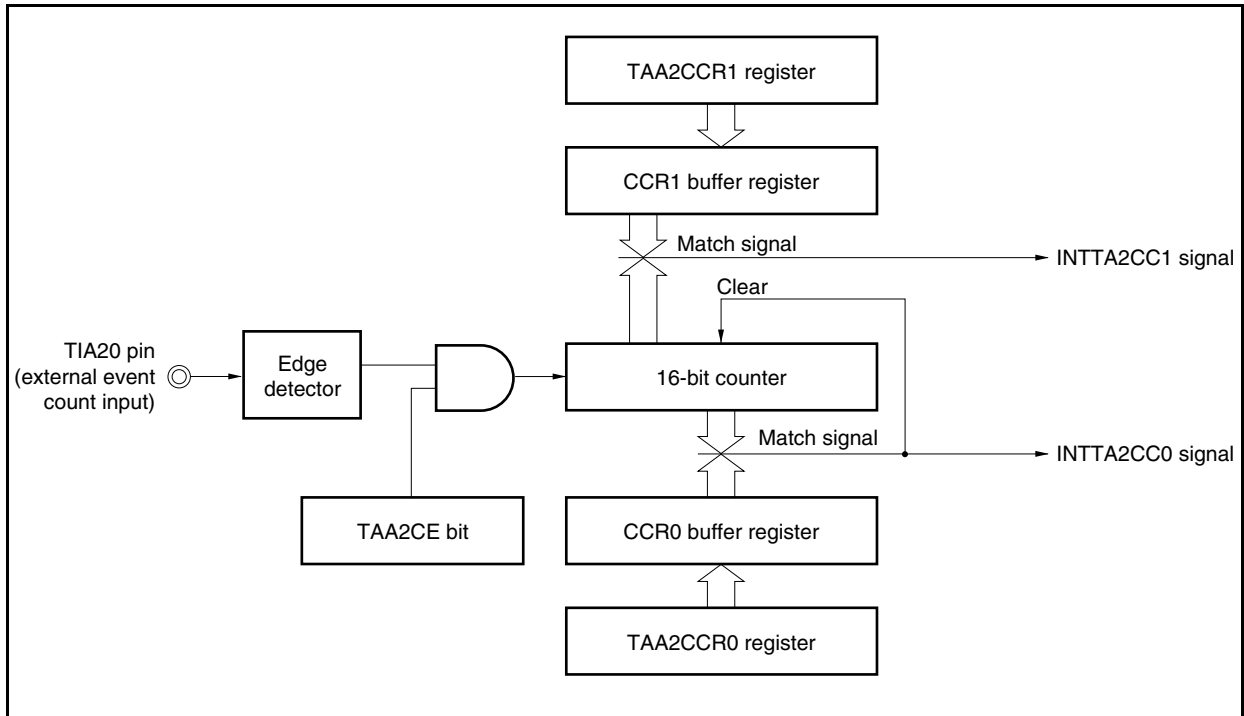 TAA2CCR1 register
CCR1 buffer register
Match signal
INTTA2CC1 signal
Clear
TIA20 pin
(external event
count input)
Edge
detector
16-bit counter
Match signal
INTTA2CC0 signal
TAA2CE bit
CCR0 buffer register
TAA2CCR0 register